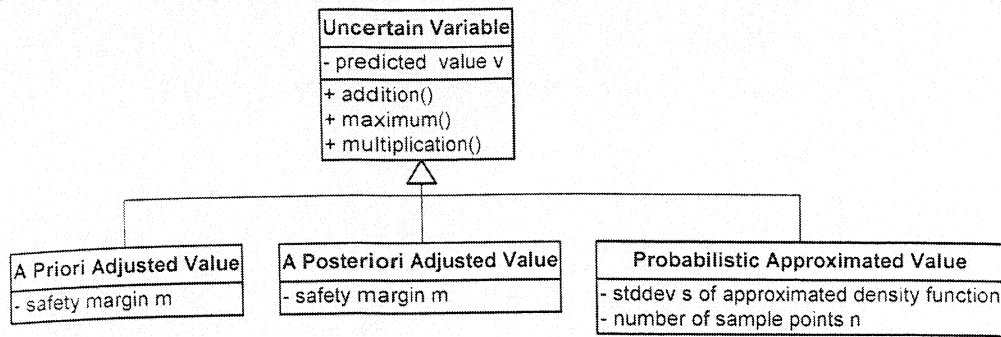 Uncertain Variable
- predicted value v
+ addition()
+ maximum()
+ multiplication()
A Priori Adjusted Value
- safety margin m
A Posteriori Adjusted Value
- safety margin m
Probabilistic Approximated Value
- stddev s of approximated density function
- number of sample points n